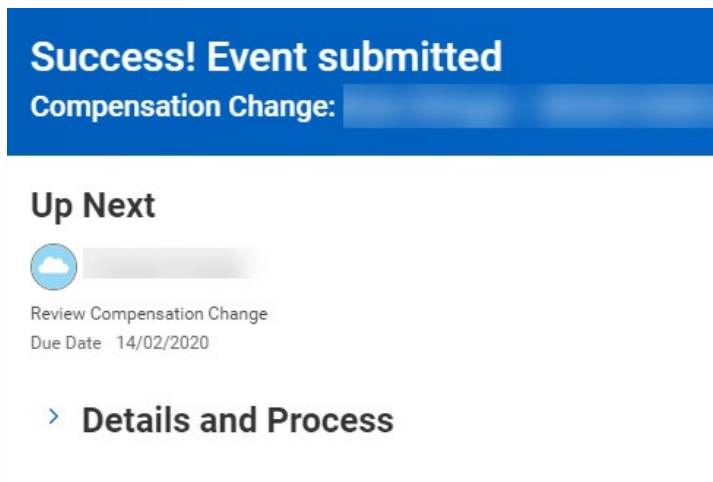 Success! Event submitted
Compensation Change:
Up Next
Review Compensation Change
Due Date 14/02/2020
Details and Process